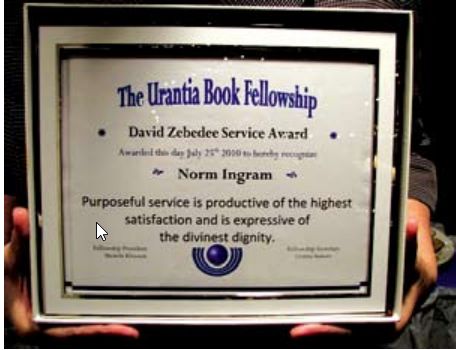 The Urantia Book Fellowship
David Zebedee Service Award
Awarded this day July 25th 2010 to hereby recognize
Norm Ingram
Purposeful service is productive of the highest
satisfaction and is expressive of
the divinest dignity.
Fellowship President
Fellowship Secretary